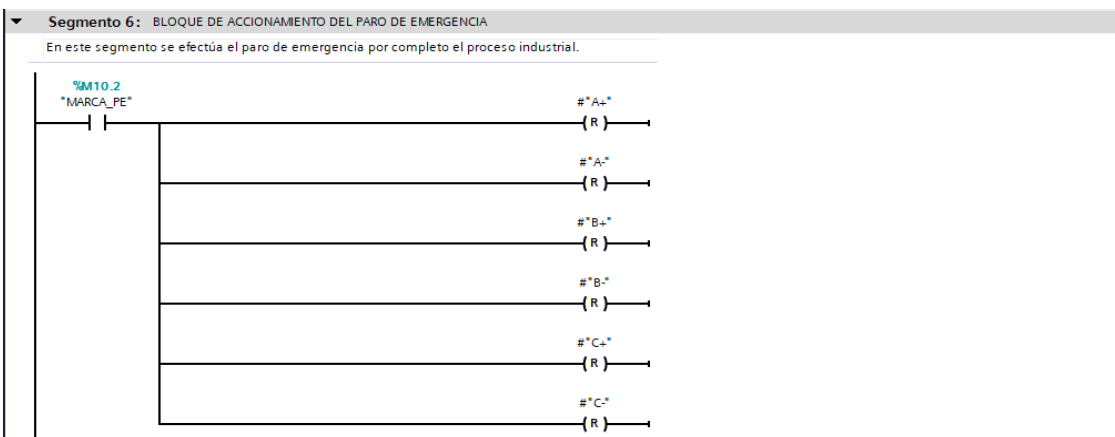 Segmento 6: BLOQUE DE ACCIONAMIENTO DEL PARO DE EMERGENCIA
En este segmento se efectúa el paro de emergencia por completo el proceso industrial.
%M10.2
"MARCA_PE"
#"A+"
R
#"A-"
R
#"B+"
R
#"B-"
R
#"C+"
R
#"C-"
R